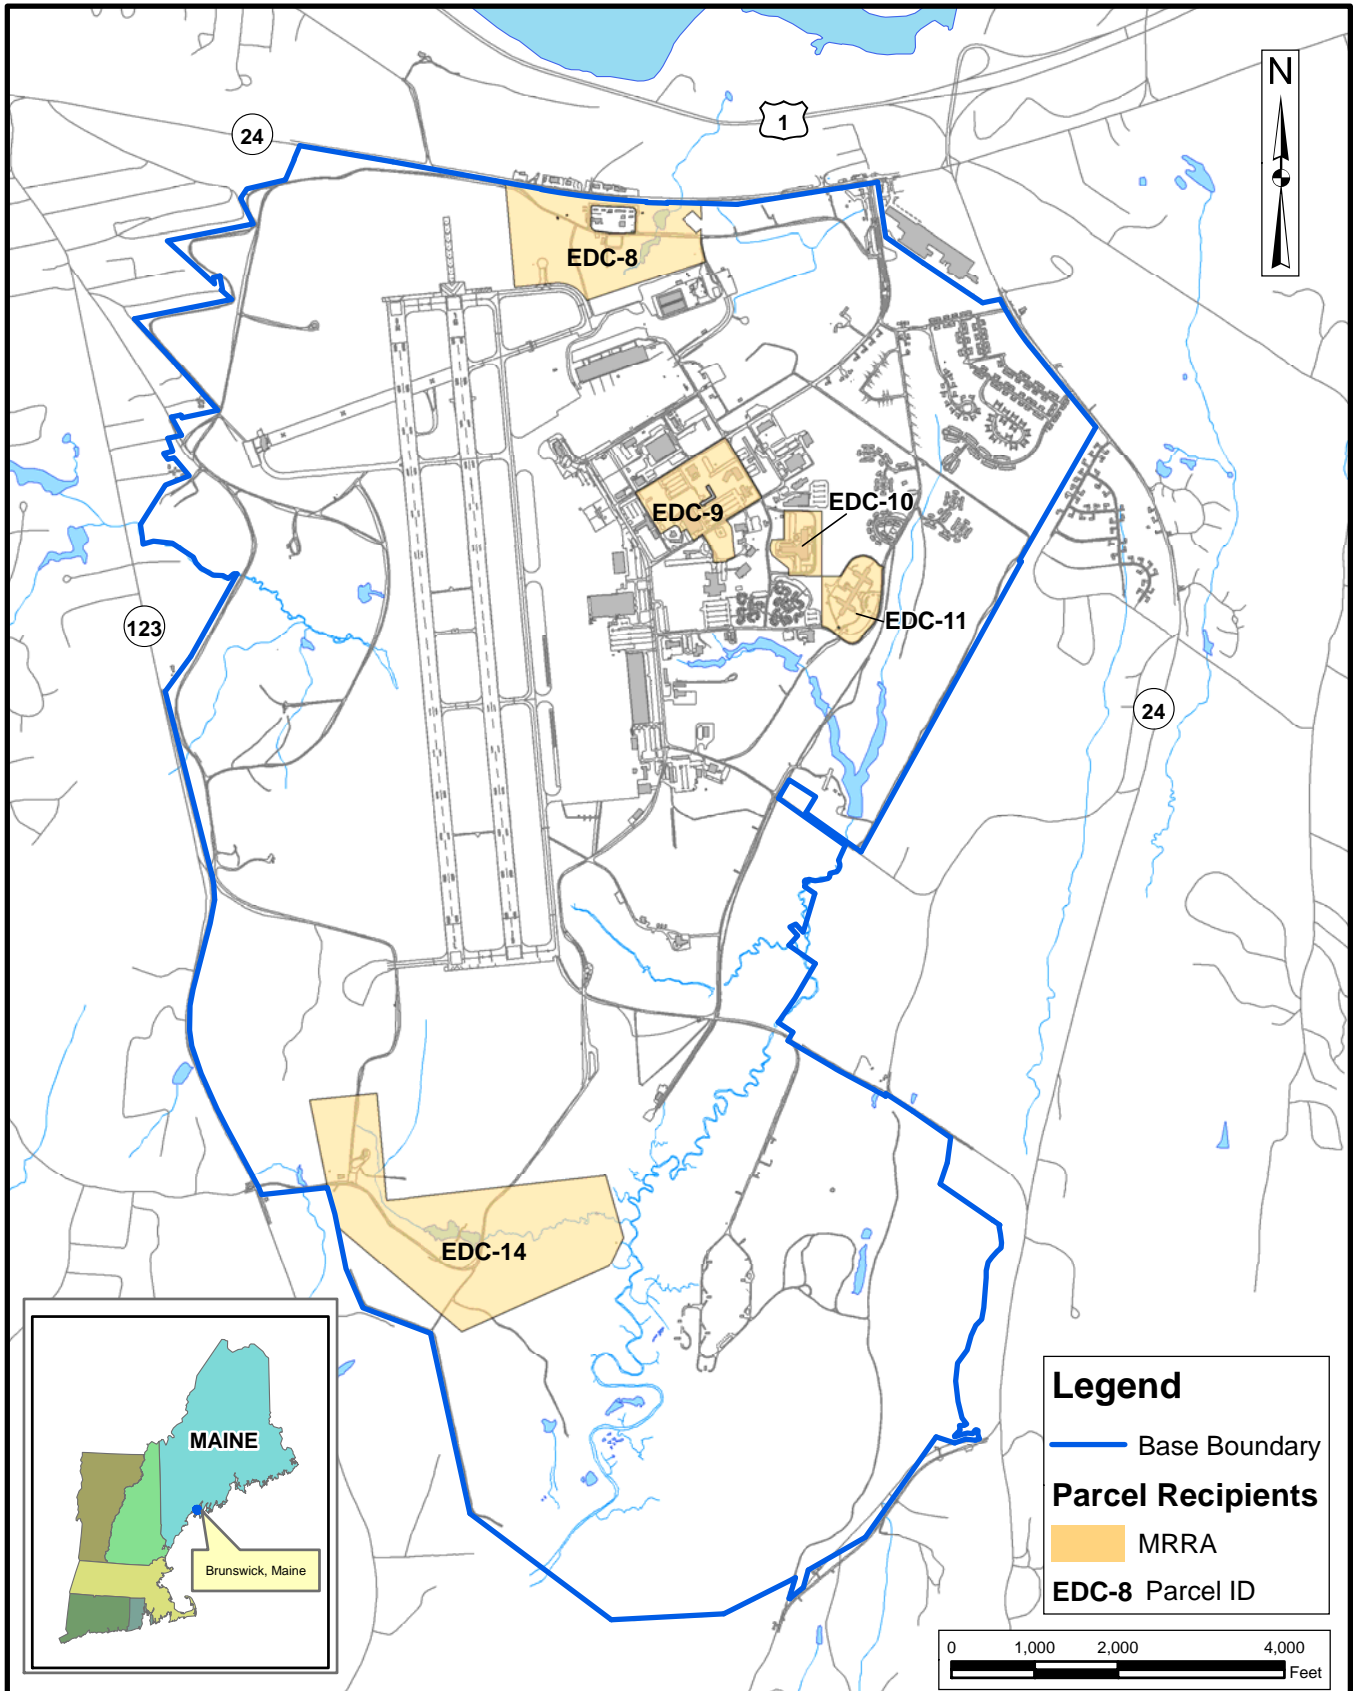 N
1
24
EDC-8
EDC-10
EDC-9
EDC-11
123
24
EDC-14
MAINE
Brunswick, Maine
Legend
Base Boundary
Parcel Recipients
MRRA
EDC-8 Parcel ID
0 1,000 2,000 4,000
Feet